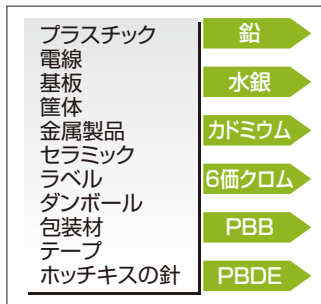 プラスチック
電線
基板
筐体
金属製品
セラミック
ラベル
ダンボール
包装材
テープ
ホッチキスの針
鉛
水銀
カドミウム
6価クロム
PBB
PBDE